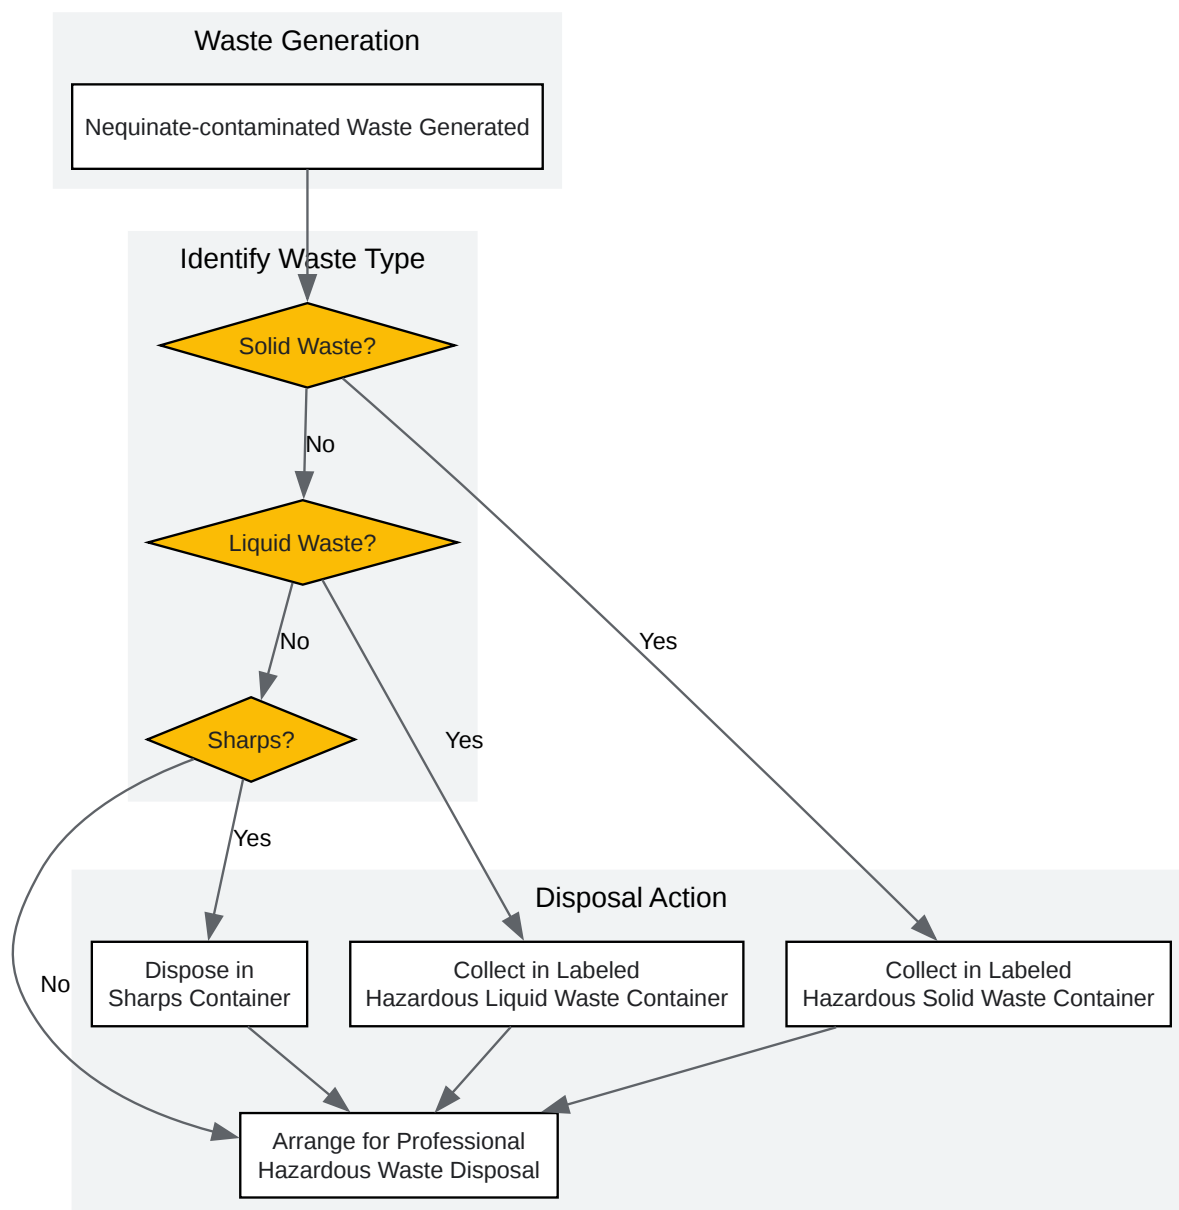 Waste Generation
Nequinate-contaminated Waste Generated
Identify Waste Type
Solid Waste?
No
Liquid Waste?
No
Yes
Sharps?
Yes
Yes
Disposal Action
No
Dispose in
Sharps Container
Collect in Labeled
Hazardous Liquid Waste Container
Collect in Labeled
Hazardous Solid Waste Container
Arrange for Professional
Hazardous Waste Disposal